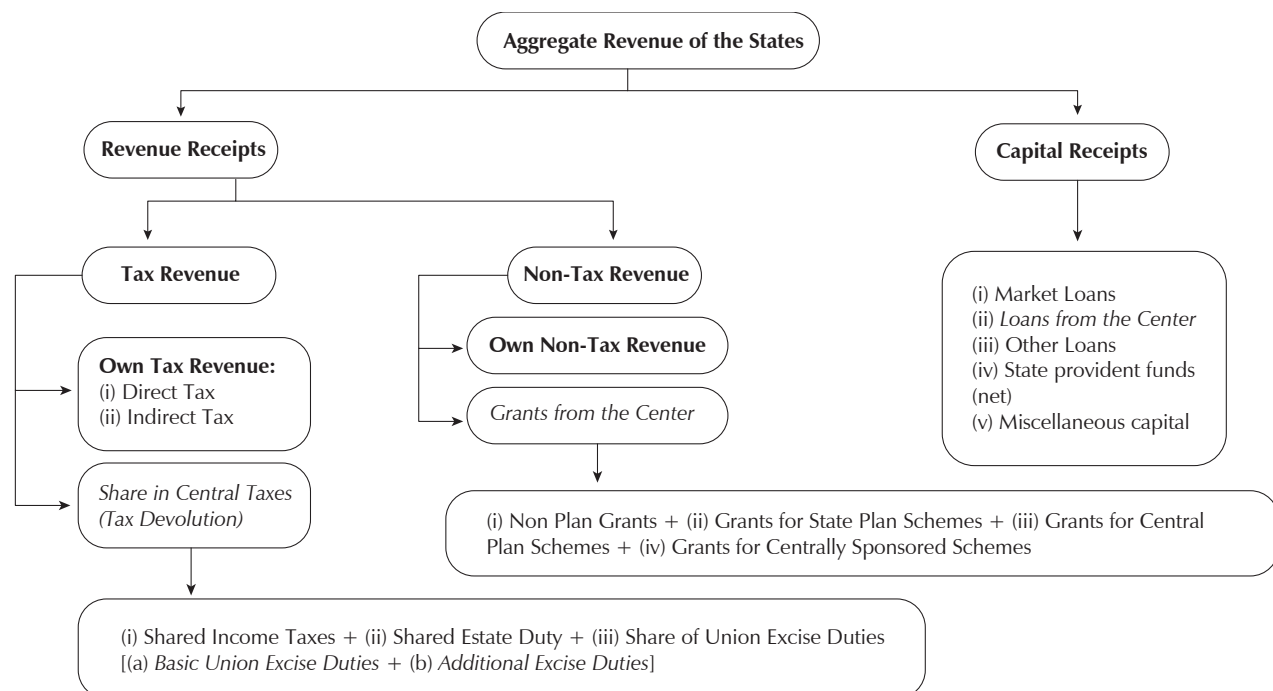 Aggregate Revenue of the States
Revenue Receipts
Capital Receipts
Tax Revenue
Non-Tax Revenue
Own Tax Revenue:
(i) Direct Tax
(ii) Indirect Tax
Share in Central Taxes
(Tax Devolution)
Own Non-Tax Revenue
Grants from the Center
(i) Market Loans
(ii) Loans from the Center
(iii) Other Loans
(iv) State provident funds
(net)
(v) Miscellaneous capital
(i) Non Plan Grants + (ii) Grants for State Plan Schemes + (iii) Grants for Central
Plan Schemes + (iv) Grants for Centrally Sponsored Schemes
(i) Shared Income Taxes + (ii) Shared Estate Duty + (iii) Share of Union Excise Duties
[(a) Basic Union Excise Duties + (b) Additional Excise Duties]